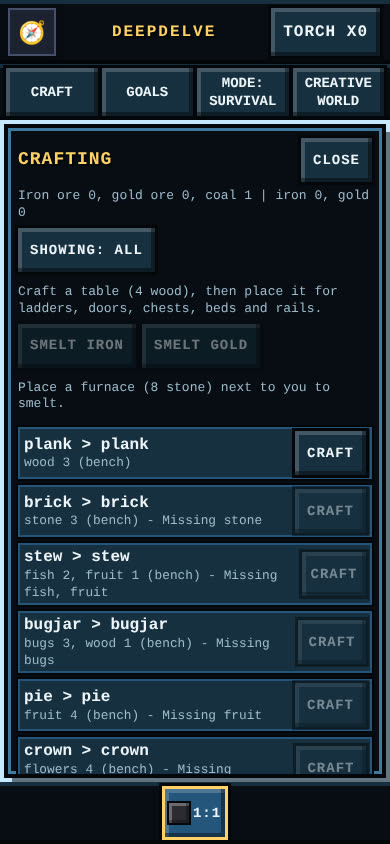 DEEPDELVE
TORCH X0
CRAFT
GOALS
MODE:
SURVIVAL
CREATIVE
WORLD
CRAFTING
CLOSE
Iron ore 0, gold ore 0, coal 1 | iron 0, gold
0
SHOWING: ALL
Craft a table (4 wood), then place it for
ladders, doors, chests, beds and rails.
SMELT IRON
SMELT GOLD
Place a furnace (8 stone) next to you to
smelt.
plank > plank
wood 3 (bench)
CRAFT
brick > brick
stone 3 (bench) - Missing stone
CRAFT
stew > stew
fish 2, fruit 1 (bench) - Missing
fish, fruit
CRAFT
bugjar > bugjar
bugs 3, wood 1 (bench) - Missing
bugs
CRAFT
pie > pie
fruit 4 (bench) - Missing fruit
CRAFT
crown > crown
flowers 4 (bench) - Missing
CRAFT
1:1